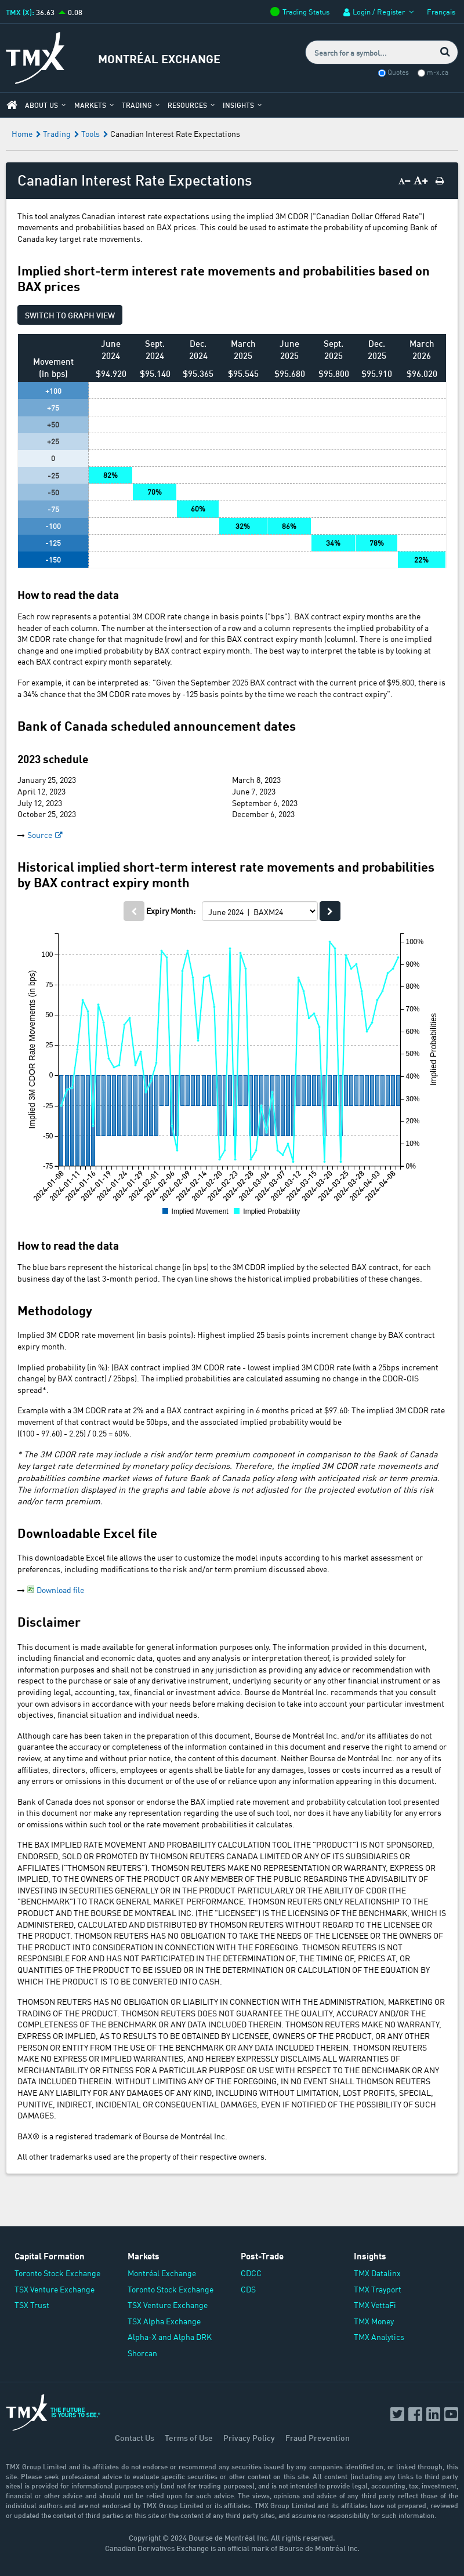 TMX (X): 36.63 0.08
Trading Status
Login / Register
Français
TMX
MONTRÉAL EXCHANGE
Search for a symbol...
Quotes m-x.ca
ABOUT US MARKETS TRADING RESOURCES INSIGHTS
Home Trading Tools Canadian Interest Rate Expectations
Canadian Interest Rate Expectations
A− A+
This tool analyzes Canadian interest rate expectations using the implied 3M CDOR ("Canadian Dollar Offered Rate")
movements and probabilities based on BAX prices. This could be used to estimate the probability of upcoming Bank of
Canada key target rate movements.
Implied short-term interest rate movements and probabilities based on
BAX prices
SWITCH TO GRAPH VIEW
Movement (in bps) June 2024 Sept. 2024 Dec. 2024 March 2025 June 2025 Sept. 2025 Dec. 2025 March 2026
$94.920 $95.140 $95.365 $95.545 $95.680 $95.800 $95.910 $96.020
+100
+75
+50
+25
0
-25 82%
-50 70%
-75 60%
-100 32% 86%
-125 34% 78%
-150 22%
How to read the data
Each row represents a potential 3M CDOR rate change in basis points ("bps"). BAX contract expiry months are the
header of each column. The number at the intersection of a row and a column represents the implied probability of a
3M CDOR rate change for that magnitude (row) and for this BAX contract expiry month (column). There is one implied
change and one implied probability by BAX contract expiry month. The best way to interpret the table is by looking at
each BAX contract expiry month separately.
For example, it can be interpreted as: "Given the September 2025 BAX contract with the current price of $95.800, there is
a 34% chance that the 3M CDOR rate moves by -125 basis points by the time we reach the contract expiry".
Bank of Canada scheduled announcement dates
2023 schedule
January 25, 2023
April 12, 2023
July 12, 2023
October 25, 2023
March 8, 2023
June 7, 2023
September 6, 2023
December 6, 2023
Source
Historical implied short-term interest rate movements and probabilities
by BAX contract expiry month
Expiry Month: June 2024 | BAXM24
Implied 3M CDOR Rate Movements (in bps)
100
75
50
25
0
-25
-50
-75
Implied Probabilities
100%
90%
80%
70%
60%
50%
40%
30%
20%
10%
0%
2024-01-08 2024-01-11 2024-01-16 2024-01-19 2024-01-24 2024-01-29 2024-02-01 2024-02-06 2024-02-09 2024-02-14 2024-02-20 2024-02-23 2024-02-28 2024-03-04 2024-03-07 2024-03-12 2024-03-15 2024-03-20 2024-03-25 2024-03-28 2024-04-03 2024-04-08
Implied Movement Implied Probability
How to read the data
The blue bars represent the historical change (in bps) to the 3M CDOR implied by the selected BAX contract, for each
business day of the last 3-month period. The cyan line shows the historical implied probabilities of these changes.
Methodology
Implied 3M CDOR rate movement (in basis points): Highest implied 25 basis points increment change by BAX contract
expiry month.
Implied probability (in %): (BAX contract implied 3M CDOR rate - lowest implied 3M CDOR rate (with a 25bps increment
change) by BAX contract) / 25bps). The implied probabilities are calculated assuming no change in the CDOR-OIS
spread*.
Example with a 3M CDOR rate at 2% and a BAX contract expiring in 6 months priced at $97.60: The implied 3M CDOR rate
movement of that contract would be 50bps, and the associated implied probability would be
((100 - 97.60) - 2.25) / 0.25 = 60%.
* The 3M CDOR rate may include a risk and/or term premium component in comparison to the Bank of Canada
key target rate determined by monetary policy decisions. Therefore, the implied 3M CDOR rate movements and
probabilities combine market views of future Bank of Canada policy along with anticipated risk or term premia.
The information displayed in the graphs and table above is not adjusted for the projected evolution of this risk
and/or term premium.
Downloadable Excel file
This downloadable Excel file allows the user to customize the model inputs according to his market assessment or
preferences, including modifications to the risk and/or term premium discussed above.
Download file
Disclaimer
This document is made available for general information purposes only. The information provided in this document,
including financial and economic data, quotes and any analysis or interpretation thereof, is provided solely for
information purposes and shall not be construed in any jurisdiction as providing any advice or recommendation with
respect to the purchase or sale of any derivative instrument, underlying security or any other financial instrument or as
providing legal, accounting, tax, financial or investment advice. Bourse de Montréal Inc. recommends that you consult
your own advisors in accordance with your needs before making decision to take into account your particular investment
objectives, financial situation and individual needs.
Although care has been taken in the preparation of this document, Bourse de Montréal Inc. and/or its affiliates do not
guarantee the accuracy or completeness of the information contained in this document and reserve the right to amend or
review, at any time and without prior notice, the content of this document. Neither Bourse de Montréal Inc. nor any of its
affiliates, directors, officers, employees or agents shall be liable for any damages, losses or costs incurred as a result of
any errors or omissions in this document or of the use of or reliance upon any information appearing in this document.
Bank of Canada does not sponsor or endorse the BAX implied rate movement and probability calculation tool presented
in this document nor make any representation regarding the use of such tool, nor does it have any liability for any errors
or omissions within such tool or the rate movement probabilities it calculates.
THE BAX IMPLIED RATE MOVEMENT AND PROBABILITY CALCULATION TOOL (THE "PRODUCT") IS NOT SPONSORED,
ENDORSED, SOLD OR PROMOTED BY THOMSON REUTERS CANADA LIMITED OR ANY OF ITS SUBSIDIARIES OR
AFFILIATES ("THOMSON REUTERS"). THOMSON REUTERS MAKE NO REPRESENTATION OR WARRANTY, EXPRESS OR
IMPLIED, TO THE OWNERS OF THE PRODUCT OR ANY MEMBER OF THE PUBLIC REGARDING THE ADVISABILITY OF
INVESTING IN SECURITIES GENERALLY OR IN THE PRODUCT PARTICULARLY OR THE ABILITY OF CDOR (THE
"BENCHMARK") TO TRACK GENERAL MARKET PERFORMANCE. THOMSON REUTERS ONLY RELATIONSHIP TO THE
PRODUCT AND THE BOURSE DE MONTREAL INC. (THE "LICENSEE") IS THE LICENSING OF THE BENCHMARK, WHICH IS
ADMINISTERED, CALCULATED AND DISTRIBUTED BY THOMSON REUTERS WITHOUT REGARD TO THE LICENSEE OR
THE PRODUCT. THOMSON REUTERS HAS NO OBLIGATION TO TAKE THE NEEDS OF THE LICENSEE OR THE OWNERS OF
THE PRODUCT INTO CONSIDERATION IN CONNECTION WITH THE FOREGOING. THOMSON REUTERS IS NOT
RESPONSIBLE FOR AND HAS NOT PARTICIPATED IN THE DETERMINATION OF, THE TIMING OF, PRICES AT, OR
QUANTITIES OF THE PRODUCT TO BE ISSUED OR IN THE DETERMINATION OR CALCULATION OF THE EQUATION BY
WHICH THE PRODUCT IS TO BE CONVERTED INTO CASH.
THOMSON REUTERS HAS NO OBLIGATION OR LIABILITY IN CONNECTION WITH THE ADMINISTRATION, MARKETING OR
TRADING OF THE PRODUCT. THOMSON REUTERS DOES NOT GUARANTEE THE QUALITY, ACCURACY AND/OR THE
COMPLETENESS OF THE BENCHMARK OR ANY DATA INCLUDED THEREIN. THOMSON REUTERS MAKE NO WARRANTY,
EXPRESS OR IMPLIED, AS TO RESULTS TO BE OBTAINED BY LICENSEE, OWNERS OF THE PRODUCT, OR ANY OTHER
PERSON OR ENTITY FROM THE USE OF THE BENCHMARK OR ANY DATA INCLUDED THEREIN. THOMSON REUTERS
MAKE NO EXPRESS OR IMPLIED WARRANTIES, AND HEREBY EXPRESSLY DISCLAIMS ALL WARRANTIES OF
MERCHANTABILITY OR FITNESS FOR A PARTICULAR PURPOSE OR USE WITH RESPECT TO THE BENCHMARK OR ANY
DATA INCLUDED THEREIN. WITHOUT LIMITING ANY OF THE FOREGOING, IN NO EVENT SHALL THOMSON REUTERS
HAVE ANY LIABILITY FOR ANY DAMAGES OF ANY KIND, INCLUDING WITHOUT LIMITATION, LOST PROFITS, SPECIAL,
PUNITIVE, INDIRECT, INCIDENTAL OR CONSEQUENTIAL DAMAGES, EVEN IF NOTIFIED OF THE POSSIBILITY OF SUCH
DAMAGES.
BAX® is a registered trademark of Bourse de Montréal Inc.
All other trademarks used are the property of their respective owners.
Capital Formation
Toronto Stock Exchange
TSX Venture Exchange
TSX Trust
Markets
Montréal Exchange
Toronto Stock Exchange
TSX Venture Exchange
TSX Alpha Exchange
Alpha-X and Alpha DRK
Shorcan
Post-Trade
CDCC
CDS
Insights
TMX Datalinx
TMX Trayport
TMX VettaFi
TMX Money
TMX Analytics
TMX THE FUTURE IS YOURS TO SEE.®
Contact Us Terms of Use Privacy Policy Fraud Prevention
TMX Group Limited and its affiliates do not endorse or recommend any securities issued by any companies identified on, or linked through, this
site. Please seek professional advice to evaluate specific securities or other content on this site. All content (including any links to third party
sites) is provided for informational purposes only (and not for trading purposes), and is not intended to provide legal, accounting, tax, investment,
financial or other advice and should not be relied upon for such advice. The views, opinions and advice of any third party reflect those of the
individual authors and are not endorsed by TMX Group Limited or its affiliates. TMX Group Limited and its affiliates have not prepared, reviewed
or updated the content of third parties on this site or the content of any third party sites, and assume no responsibility for such information.
Copyright © 2024 Bourse de Montréal Inc. All rights reserved.
Canadian Derivatives Exchange is an official mark of Bourse de Montréal Inc.